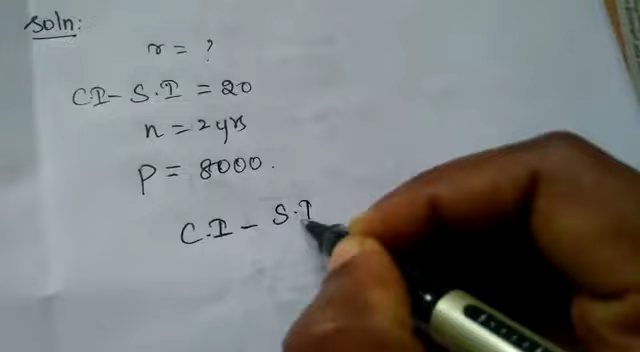 Soln:
r = ?
C.I - S.I = 20
n = 2 yrs
P = 8000.
C.I - S.I